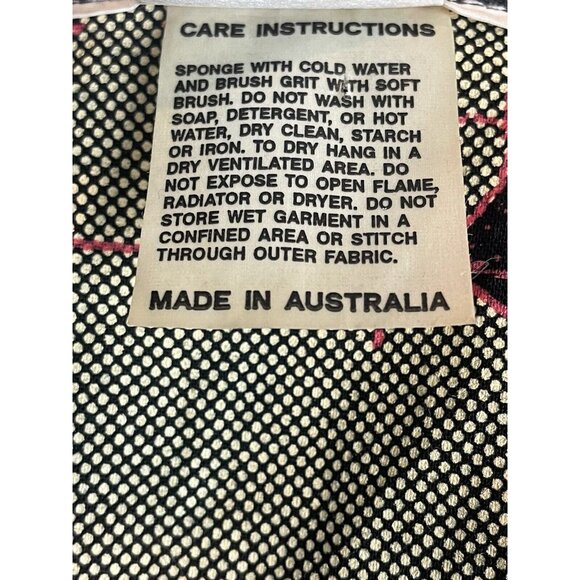 CARE INSTRUCTIONS
SPONGE WITH COLD WATER
AND BRUSH GRIT WITH SOFT
BRUSH. DO NOT WASH WITH
SOAP, DETERGENT, OR HOT
WATER, DRY CLEAN, STARCH
OR IRON. TO DRY HANG IN A
DRY VENTILATED AREA. DO
NOT EXPOSE TO OPEN FLAME,
RADIATOR OR DRYER. DO NOT
STORE WET GARMENT IN A
CONFINED AREA OR STITCH
THROUGH OUTER FABRIC.
MADE IN AUSTRALIA